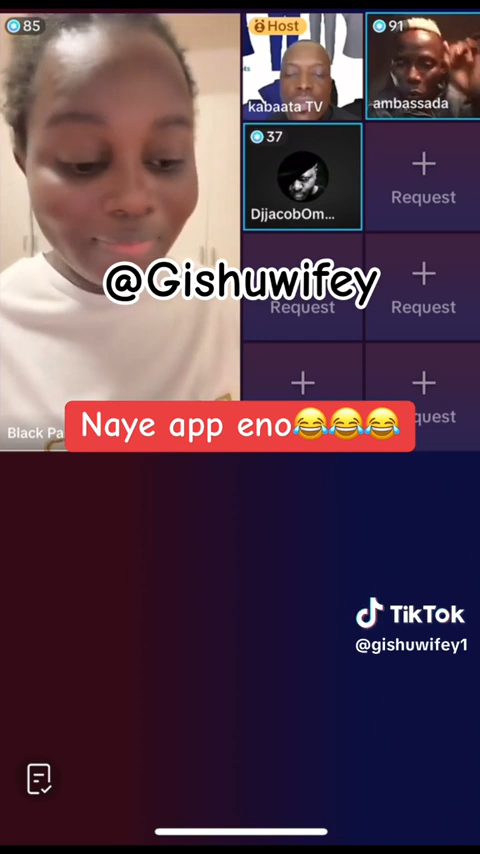 85
Host
91
kabaata TV
ambassada
37
Request
DjjacobOm...
@Gishuwifey
Request
Request
Naye app eno😂😂😂
Black Pa
quest
TikTok
@gishuwifey1